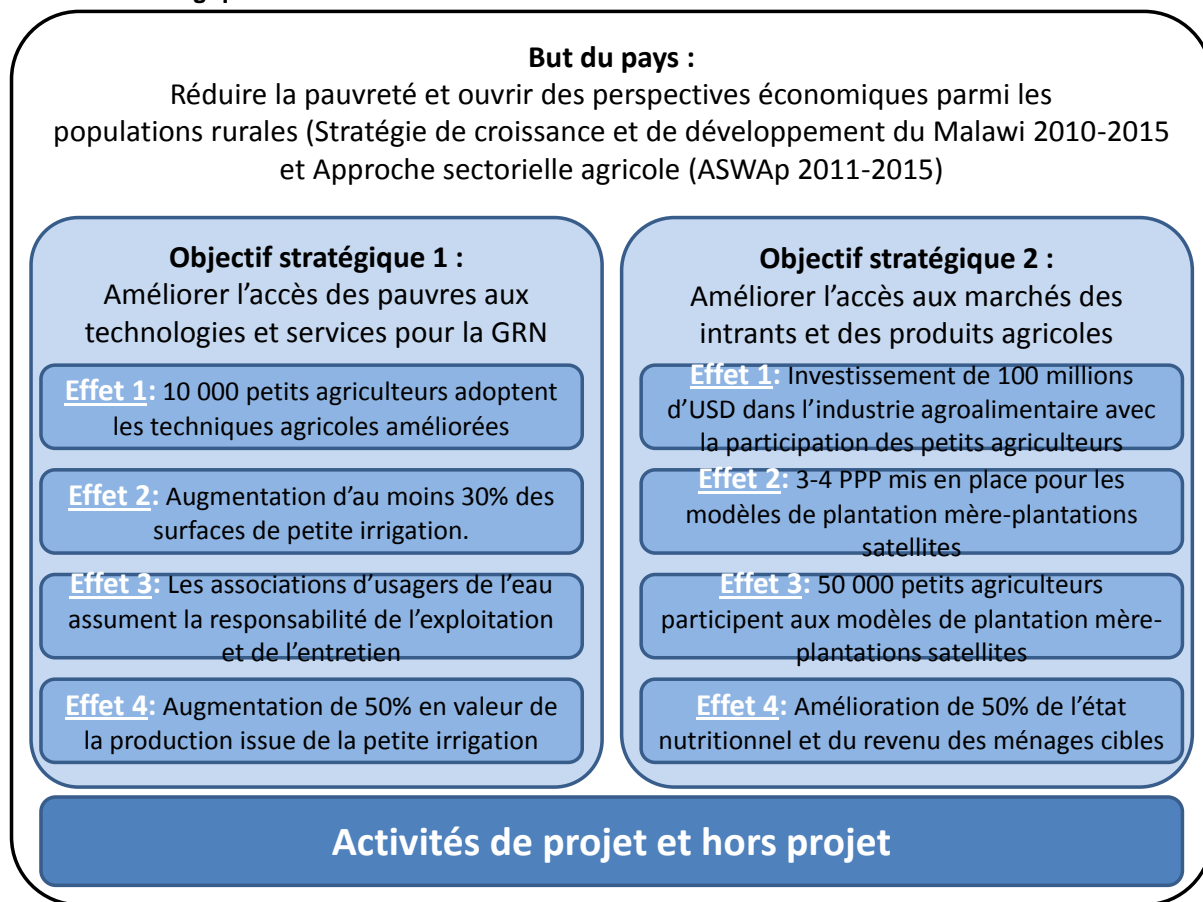 But du pays :
Réduire la pauvreté et ouvrir des perspectives économiques parmi les
populations rurales (Stratégie de croissance et de développement du Malawi 2010-2015
et Approche sectorielle agricole (ASWAp 2011-2015)
Objectif stratégique 1 :
Améliorer l’accès des pauvres aux
technologies et services pour la GRN
Effet 1: 10 000 petits agriculteurs adoptent
les techniques agricoles améliorées
Effet 2: Augmentation d’au moins 30% des
surfaces de petite irrigation.
Effet 3: Les associations d’usagers de l’eau
assument la responsabilité de l’exploitation
et de l’entretien
Effet 4: Augmentation de 50% en valeur de
la production issue de la petite irrigation
Objectif stratégique 2 :
Améliorer l’accès aux marchés des
intrants et des produits agricoles
Effet 1: Investissement de 100 millions
d’USD dans l’industrie agroalimentaire avec
la participation des petits agriculteurs
Effet 2: 3-4 PPP mis en place pour les
modèles de plantation mère-plantations
satellites
Effet 3: 50 000 petits agriculteurs
participent aux modèles de plantation mère-
plantations satellites
Effet 4: Amélioration de 50% de l’état
nutritionnel et du revenu des ménages cibles
Activités de projet et hors projet